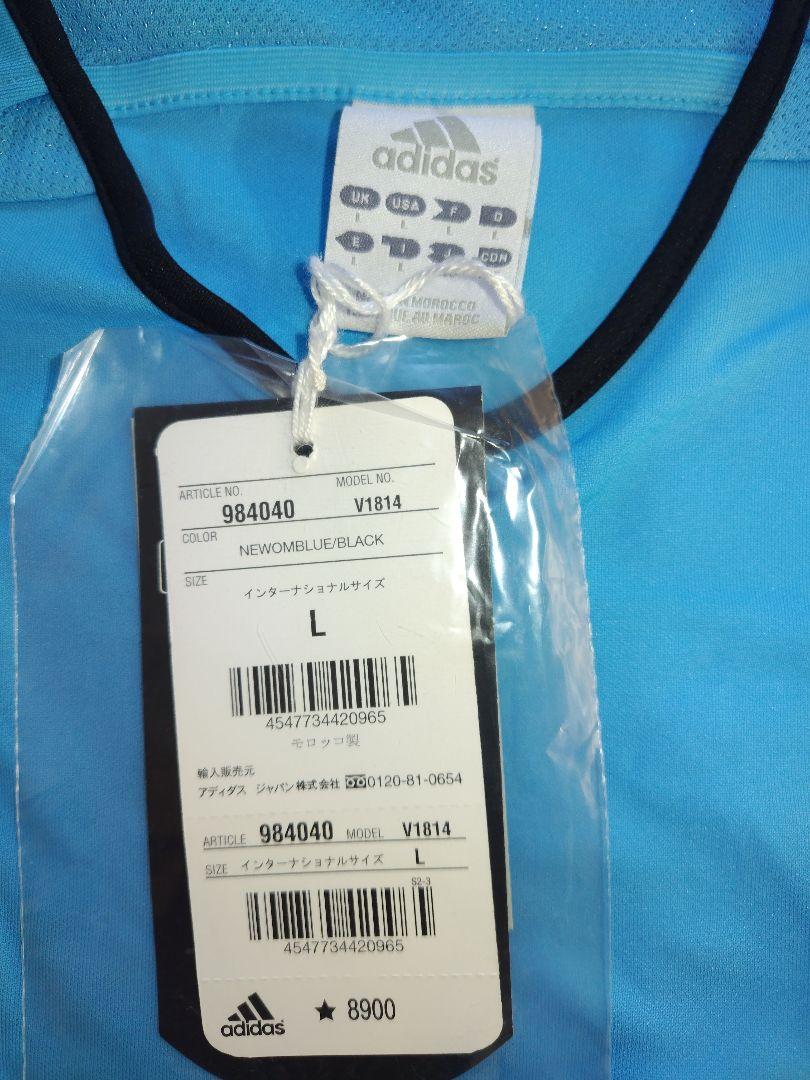 adidas
UK USA F D
L L L L
E I J CDN
L L
IN MOROCCO
UE AU MAROC
ARTICLE NO. MODEL NO.
984040 V1814
COLOR NEWOMBLUE/BLACK
SIZE インターナショナルサイズ
L
4547734420965
モロッコ製
輸入販売元
アディダス ジャパン株式会社 0120-81-0654
ARTICLE 984040 MODEL V1814
SIZE インターナショナルサイズ L
S2-3
4547734420965
adidas ★ 8900